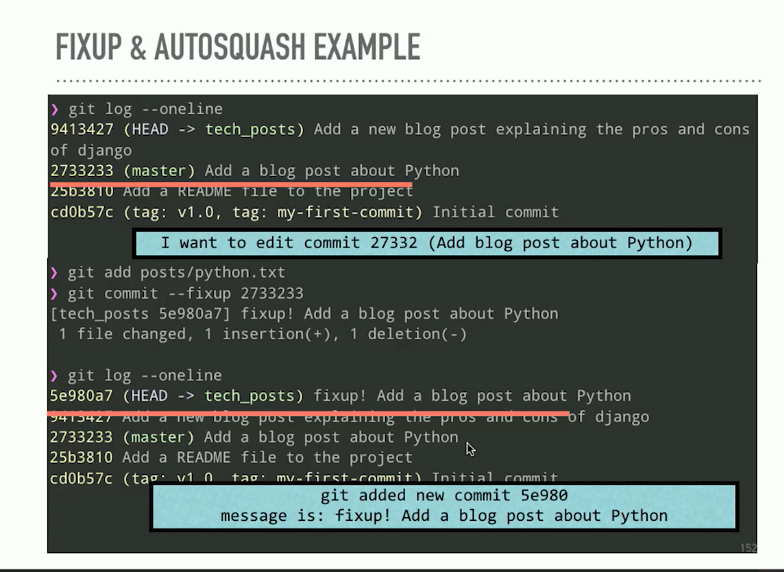 FIXUP & AUTOSQUASH EXAMPLE
❯ git log --oneline
9413427 (HEAD -> tech_posts) Add a new blog post explaining the pros and cons
of django
2733233 (master) Add a blog post about Python
25b3810 Add a README file to the project
cd0b57c (tag: v1.0, tag: my-first-commit) Initial commit
I want to edit commit 27332 (Add blog post about Python)
❯ git add posts/python.txt
❯ git commit --fixup 2733233
[tech_posts 5e980a7] fixup! Add a blog post about Python
1 file changed, 1 insertion(+), 1 deletion(-)
❯ git log --oneline
5e980a7 (HEAD -> tech_posts) fixup! Add a blog post about Python
9413427 Add a new blog post explaining the pros and cons of django
2733233 (master) Add a blog post about Python
25b3810 Add a README file to the project
cd0b57c (tag: v1.0, tag: my-first-commit) Initial commit
git added new commit 5e980
message is: fixup! Add a blog post about Python
152